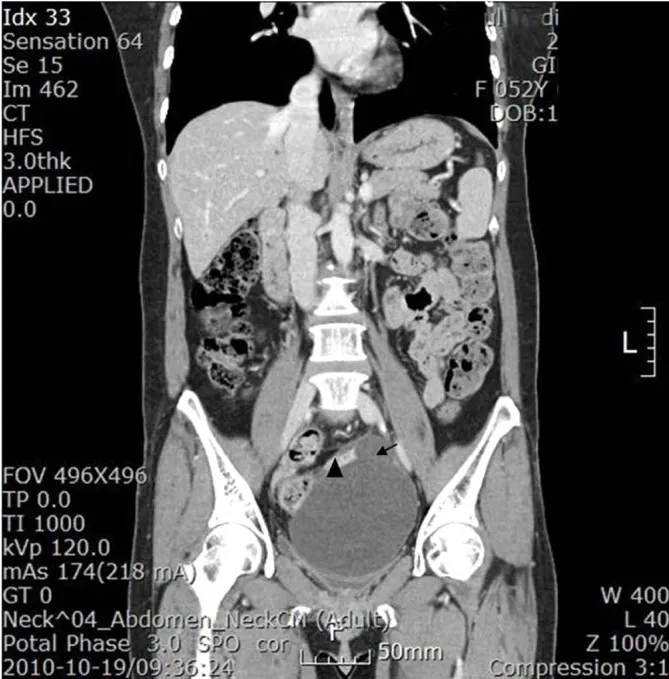 Idx 33
Sensation 64
Se 15
Im 462
CT
HFS
3.0thk
APPLIED
0.0
2
GI
F 052Y
DOB:1
L
FOV 496X496
TP 0.0
TI 1000
kVp 120.0
mAs 174(218 mA)
GT 0
Neck^04_Abdomen_NeckCM (Adult)
Potal Phase 3.0 SPO cor
2010-10-19/09:36:24
F
50mm
W 400
L 40
Z 100%
Compression 3:1